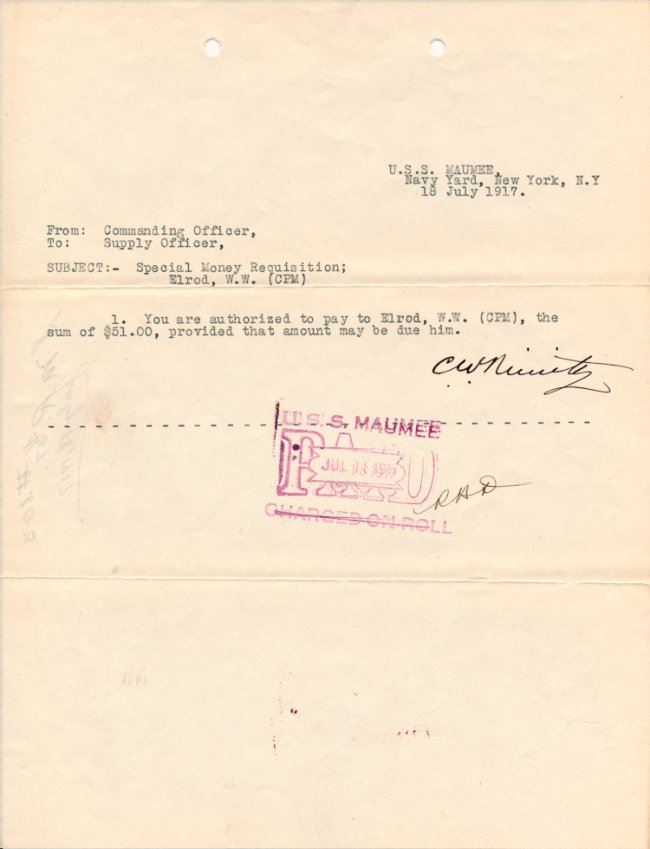 U.S.S. MAUMEE,
Navy Yard, New York, N.Y
18 July 1917.
From: Commanding Officer,
To: Supply Officer,
SUBJECT:- Special Money Requisition;
Elrod, W.W. (CPM)
1. You are authorized to pay to Elrod, W.W. (CPM), the
sum of $51.00, provided that amount may be due him.
C.W. Nimitz
U.S.S. MAUMEE
PAID
JUL 18 1917
CHARGED ON ROLL